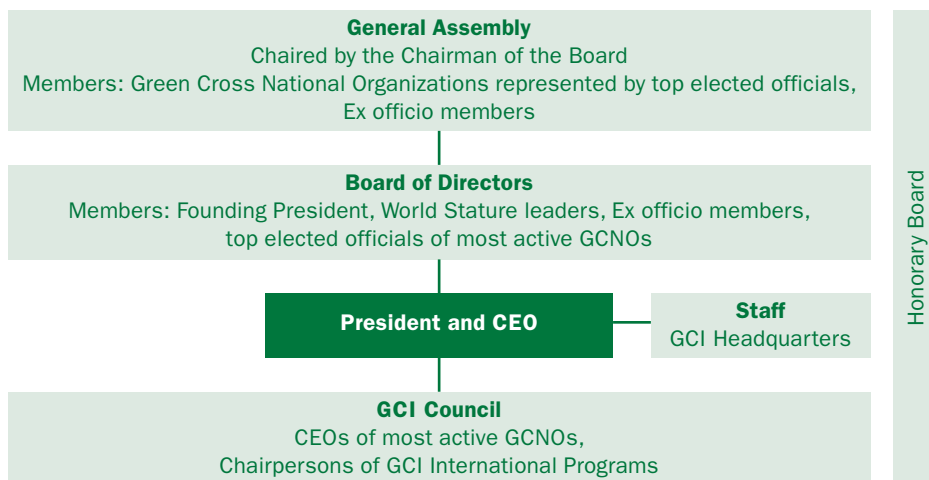 General Assembly
Chaired by the Chairman of the Board
Members: Green Cross National Organizations represented by top elected officials,
Ex officio members
Board of Directors
Members: Founding President, World Stature leaders, Ex officio members,
top elected officials of most active GCNOs
President and CEO
Staff
GCI Headquarters
GCI Council
CEOs of most active GCNOs,
Chairpersons of GCI International Programs
Honorary Board